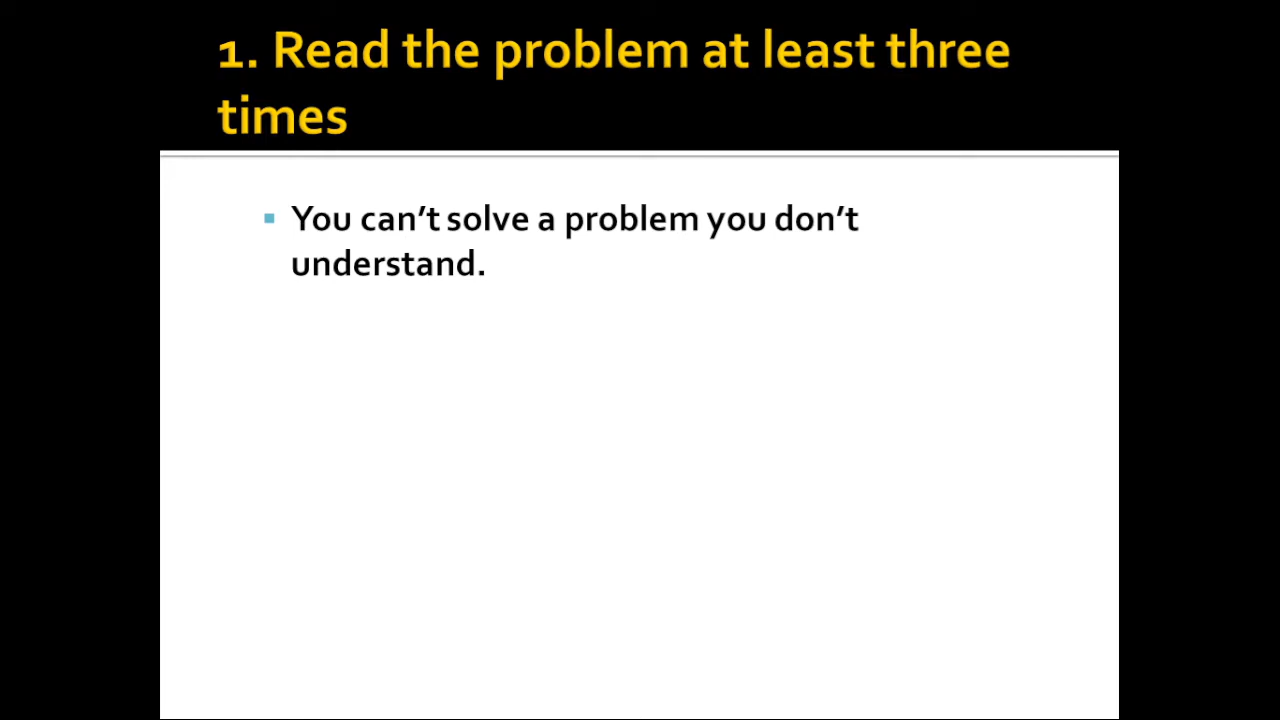 1. Read the problem at least three
times
You can’t solve a problem you don’t
understand.